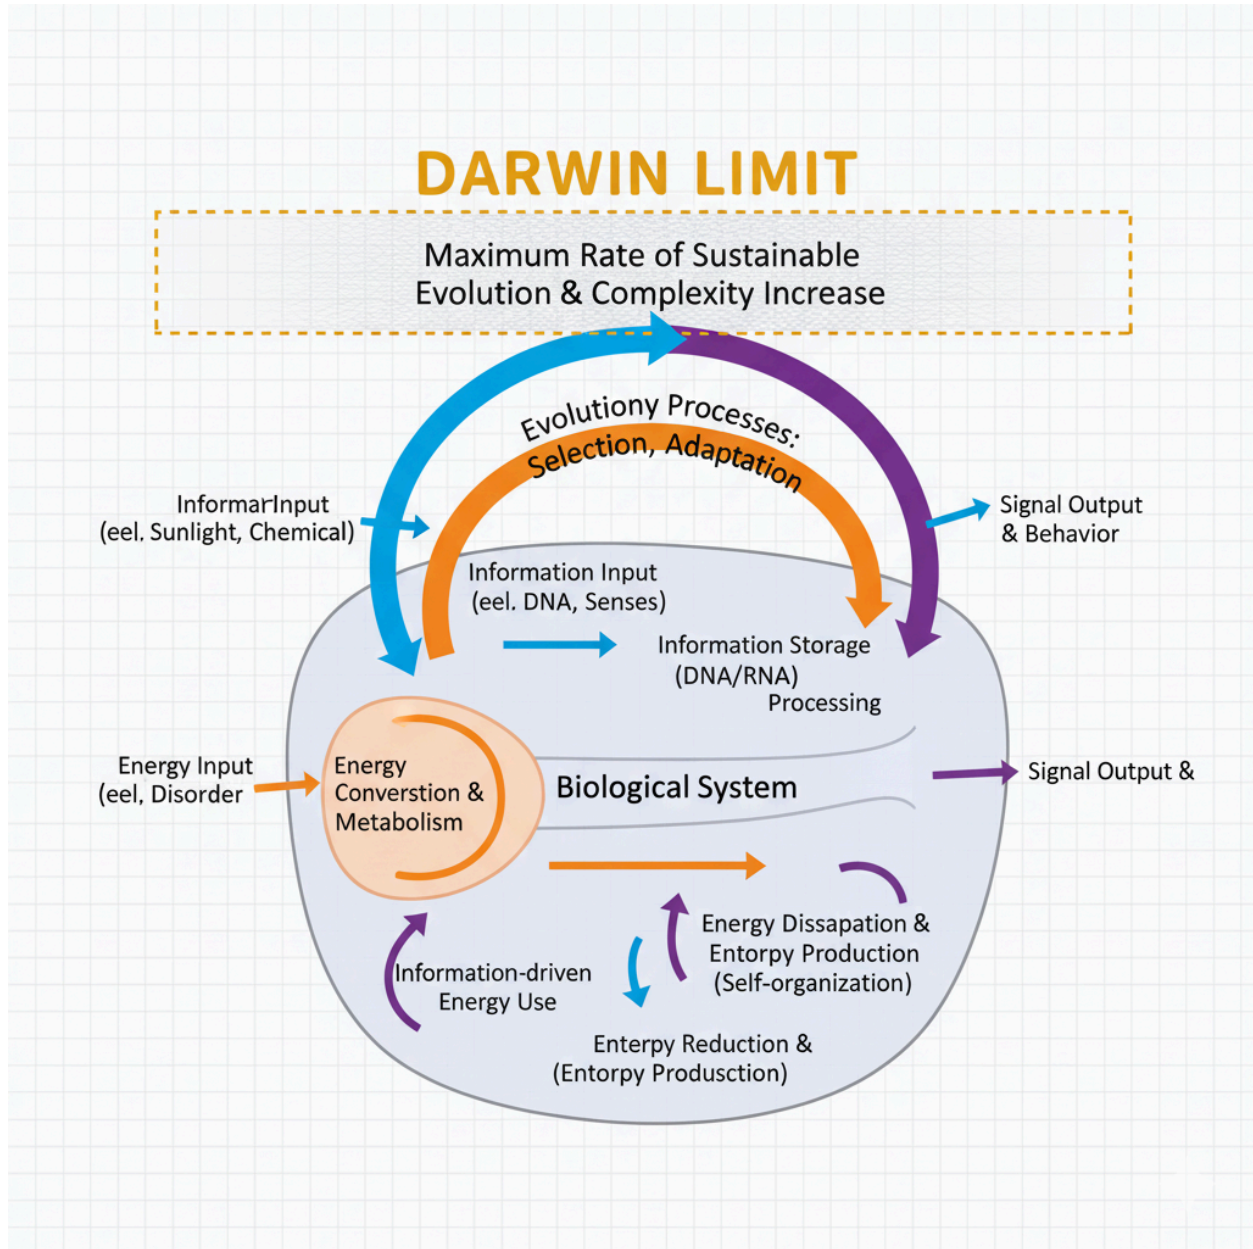 DARWIN LIMIT
Maximum Rate of Sustainable
Evolution & Complexity Increase
Evolutiony Processes:
Selection, Adaptation
InformarInput
(eel. Sunlight, Chemical)
Signal Output
& Behavior
Information Input
(eel. DNA, Senses)
Information Storage
(DNA/RNA)
Processing
Energy Input
(eel, Disorder
Energy
Converstion &
Metabolism
Biological System
Signal Output &
Energy Dissapation &
Entorpy Production
(Self-organization)
Information-driven
Energy Use
Enterpy Reduction &
(Entorpy Produsction)